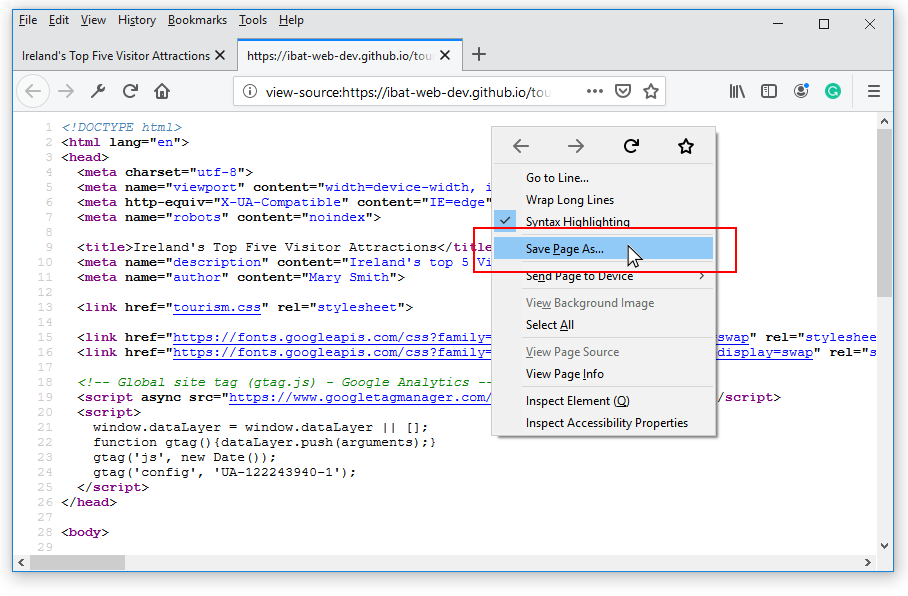 File Edit View History Bookmarks Tools Help
Ireland's Top Five Visitor Attractions
https://ibat-web-dev.github.io/tou
view-source:https://ibat-web-dev.github.io/tou
1 <!DOCTYPE html>
2 <html lang="en">
3 <head>
4 <meta charset="utf-8">
5 <meta name="viewport" content="width=device-width, i
6 <meta http-equiv="X-UA-Compatible" content="IE=edge"
7 <meta name="robots" content="noindex">
8
9 <title>Ireland's Top Five Visitor Attractions</title
10 <meta name="description" content="Ireland's top 5 Vi
11 <meta name="author" content="Mary Smith">
12
13 <link href="tourism.css" rel="stylesheet">
14
15 <link href="https://fonts.googleapis.com/css?family= swap" rel="styleshee
16 <link href="https://fonts.googleapis.com/css?family= display=swap" rel="s
17
18 <!-- Global site tag (gtag.js) - Google Analytics --
19 <script async src="https://www.googletagmanager.com/ /script>
20 <script>
21 window.dataLayer = window.dataLayer || [];
22 function gtag(){dataLayer.push(arguments);}
23 gtag('js', new Date());
24 gtag('config', 'UA-122243940-1');
25 </script>
26 </head>
27
28 <body>
29
Go to Line...
Wrap Long Lines
Syntax Highlighting
Save Page As...
Send Page to Device
View Background Image
Select All
View Page Source
View Page Info
Inspect Element (Q)
Inspect Accessibility Properties